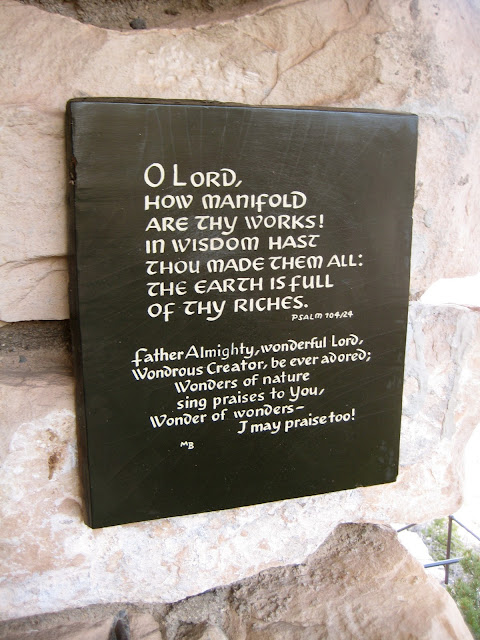 O LORD,
HOW MANIFOLD
ARE THY WORKS!
IN WISDOM HAST
THOU MADE THEM ALL:
THE EARTH IS FULL
OF THY RICHES.
PSALM 104/24
Father Almighty, wonderful Lord,
Wondrous Creator, be ever adored;
Wonders of nature
sing praises to You,
Wonder of wonders—
I may praise too!
MB